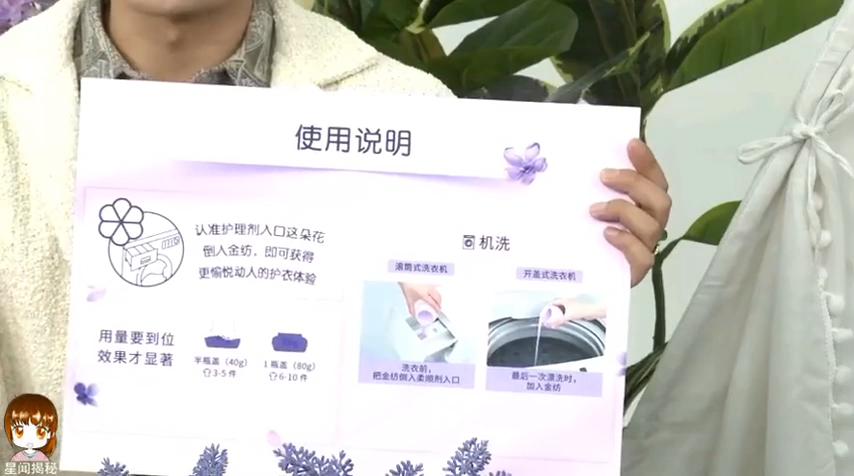 使用说明
认准护理剂入口这朵花
倒入金纺，即可获得
更愉悦动人的护衣体验
用量要到位
效果才显著
半瓶盖（40g）
3-5 件
1 瓶盖（80g）
6-10 件
机洗
滚筒式洗衣机
洗衣前，
把金纺倒入柔顺剂入口
开盖式洗衣机
最后一次漂洗时，
加入金纺
星闻揭秘